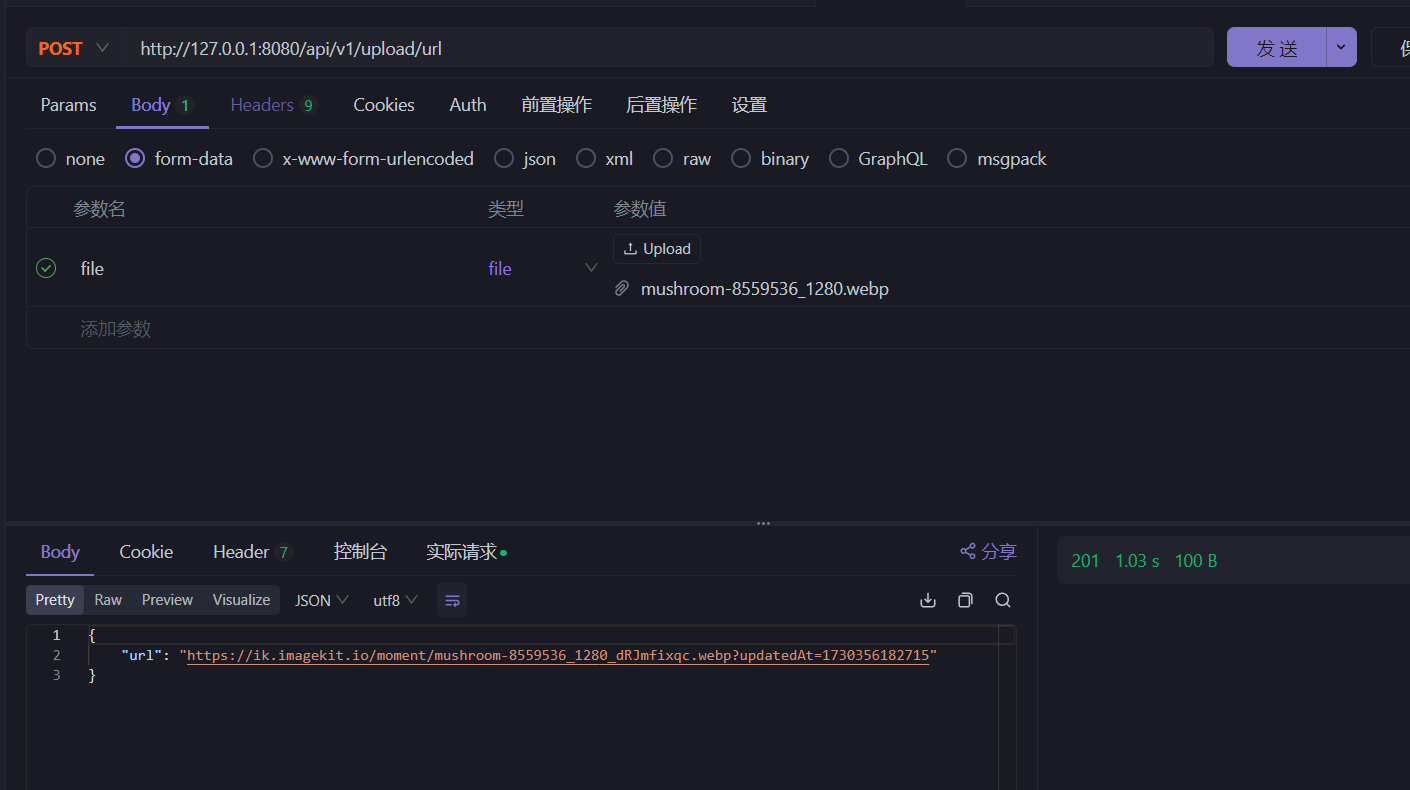 POST http://127.0.0.1:8080/api/v1/upload/url 发 送
Params Body 1 Headers 9 Cookies Auth 前置操作 后置操作 设置
none form-data x-www-form-urlencoded json xml raw binary GraphQL msgpack
参数名 类型 参数值
Upload
file file
mushroom-8559536_1280.webp
添加参数
Body Cookie Header 7 控制台 实际请求 分享
201 1.03 s 100 B
Pretty Raw Preview Visualize JSON utf8
1 {
2 "url": "https://ik.imagekit.io/moment/mushroom-8559536_1280_dRJmfixqc.webp?updatedAt=1730356182715"
3 }